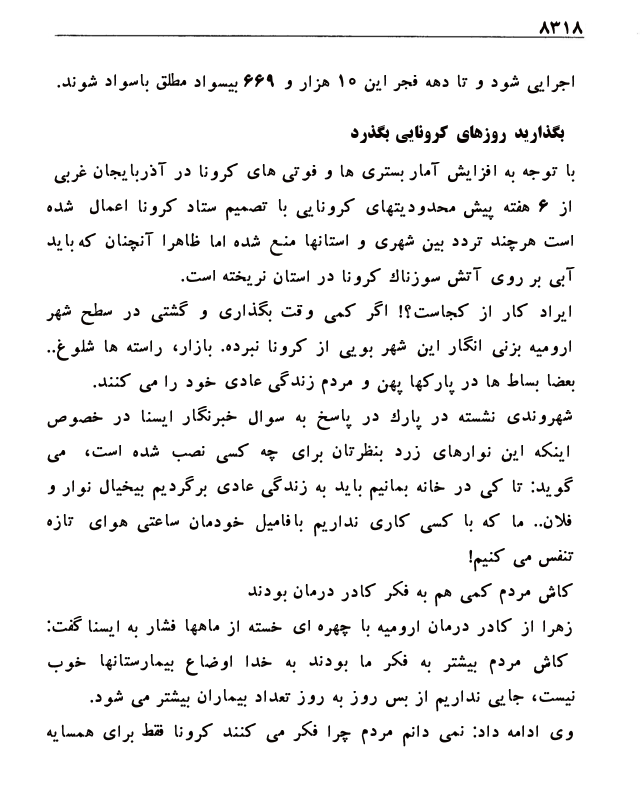 ۸۳۱۸
اجرایی شود و تا دهه فجر این ۱۰ هزار و ۶۶۹ بیسواد مطلق باسواد شوند.
بگذارید روزهای کرونایی بگذرد
با توجه به افزایش آمار بستری ها و فوتی های کرونا در آذربایجان غربی
از ۶ هفته پیش محدودیتهای کرونایی با تصمیم ستاد کرونا اعمال شده
است هرچند تردد بین شهری و استانها منع شده اما ظاهرا آنچنان که باید
آبی بر روی آتش سوزناک کرونا در استان نریخته است.
ایراد کار از کجاست؟! اگر کمی وقت بگذاری و گشتی در سطح شهر
ارومیه بزنی انگار این شهر بویی از کرونا نبرده. بازار، راسته ها شلوغ..
بعضا بساط ها در پارکها پهن و مردم زندگی عادی خود را می کنند.
شهروندی نشسته در پارک در پاسخ به سوال خبرنگار ایسنا در خصوص
اینکه این نوارهای زرد بنظرتان برای چه کسی نصب شده است، می
گوید: تا کی در خانه بمانیم باید به زندگی عادی برگردیم بیخیال نوار و
فلان.. ما که با کسی کاری نداریم بافامیل خودمان ساعتی هوای تازه
تنفس می کنیم!
کاش مردم کمی هم به فکر کادر درمان بودند
زهرا از کادر درمان ارومیه با چهره ای خسته از ماهها فشار به ایسنا گفت:
کاش مردم بیشتر به فکر ما بودند به خدا اوضاع بیمارستانها خوب
نیست، جایی نداریم از بس روز به روز تعداد بیماران بیشتر می شود.
وی ادامه داد: نمی دانم مردم چرا فکر می کنند کرونا فقط برای همسایه